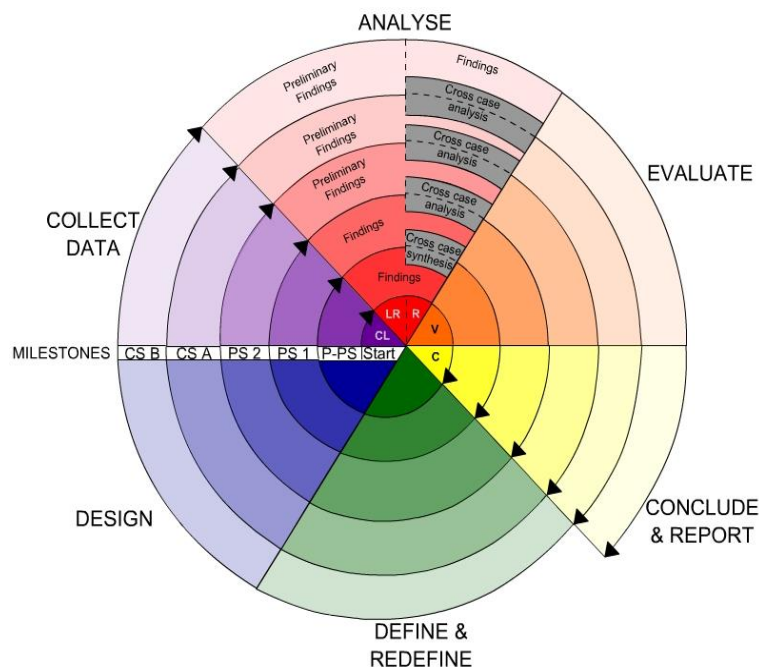 ANALYSE
Preliminary
Findings
Findings
Cross case
analysis
Preliminary
Findings
Cross case
analysis
Preliminary
Findings
Cross case
analysis
Findings
Cross case
synthesis
Findings
EVALUATE
COLLECT
DATA
LR
R
CL
V
MILESTONES
CS B
CS A
PS 2
PS 1
P-PS
Start
C
DESIGN
CONCLUDE
& REPORT
DEFINE &
REDEFINE